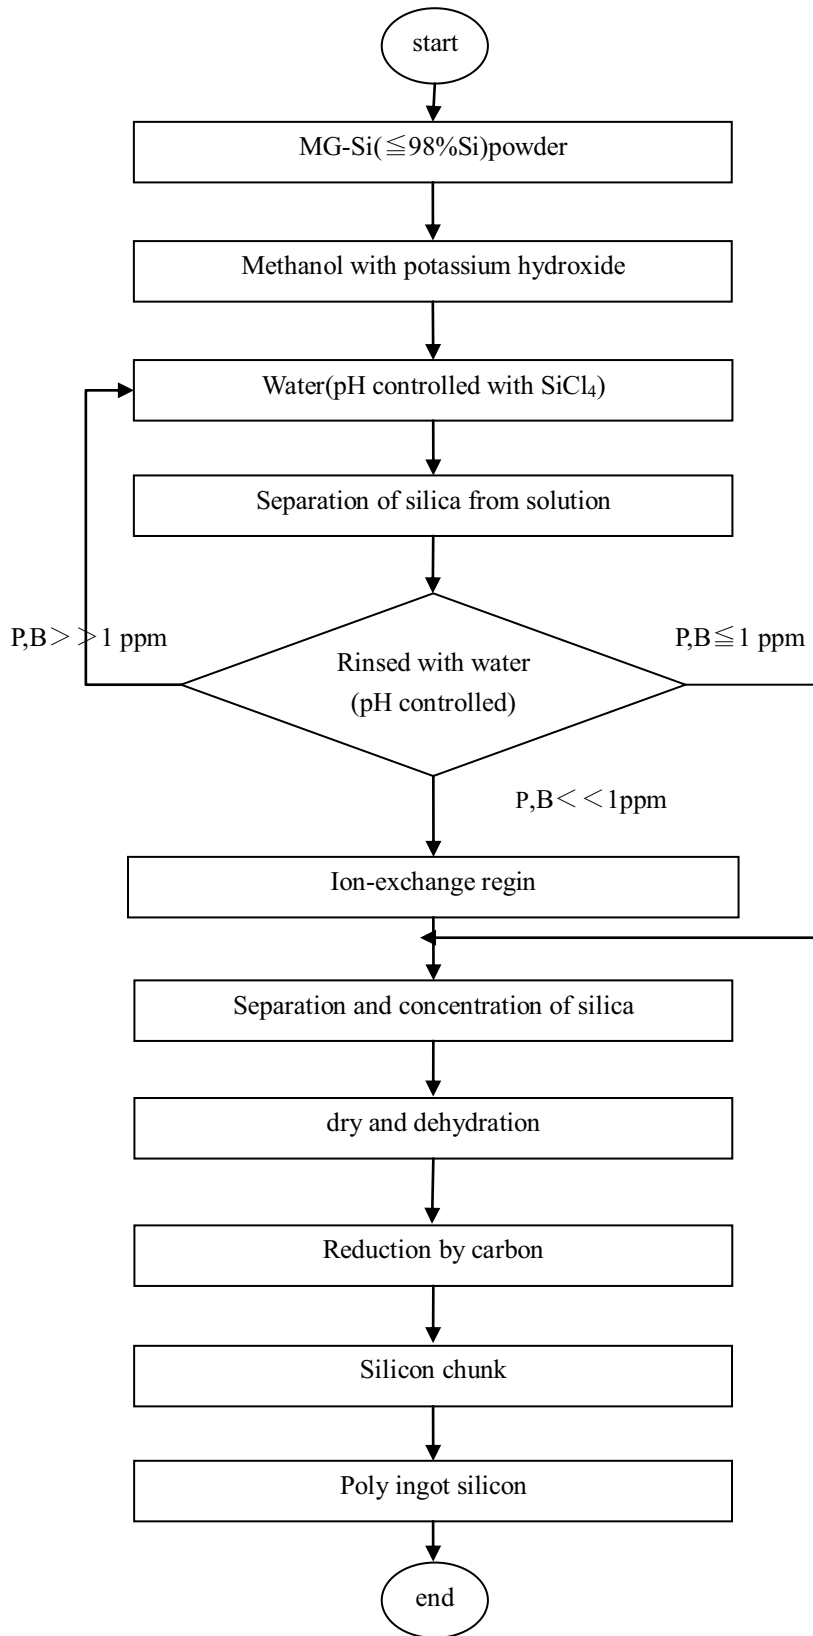 start
MG-Si(≦98%Si)powder
Methanol with potassium hydroxide
Water(pH controlled with SiCl₄)
Separation of silica from solution
P,B＞＞1 ppm
P,B≦1 ppm
Rinsed with water
(pH controlled)
P,B＜＜1ppm
Ion-exchange regin
Separation and concentration of silica
dry and dehydration
Reduction by carbon
Silicon chunk
Poly ingot silicon
end